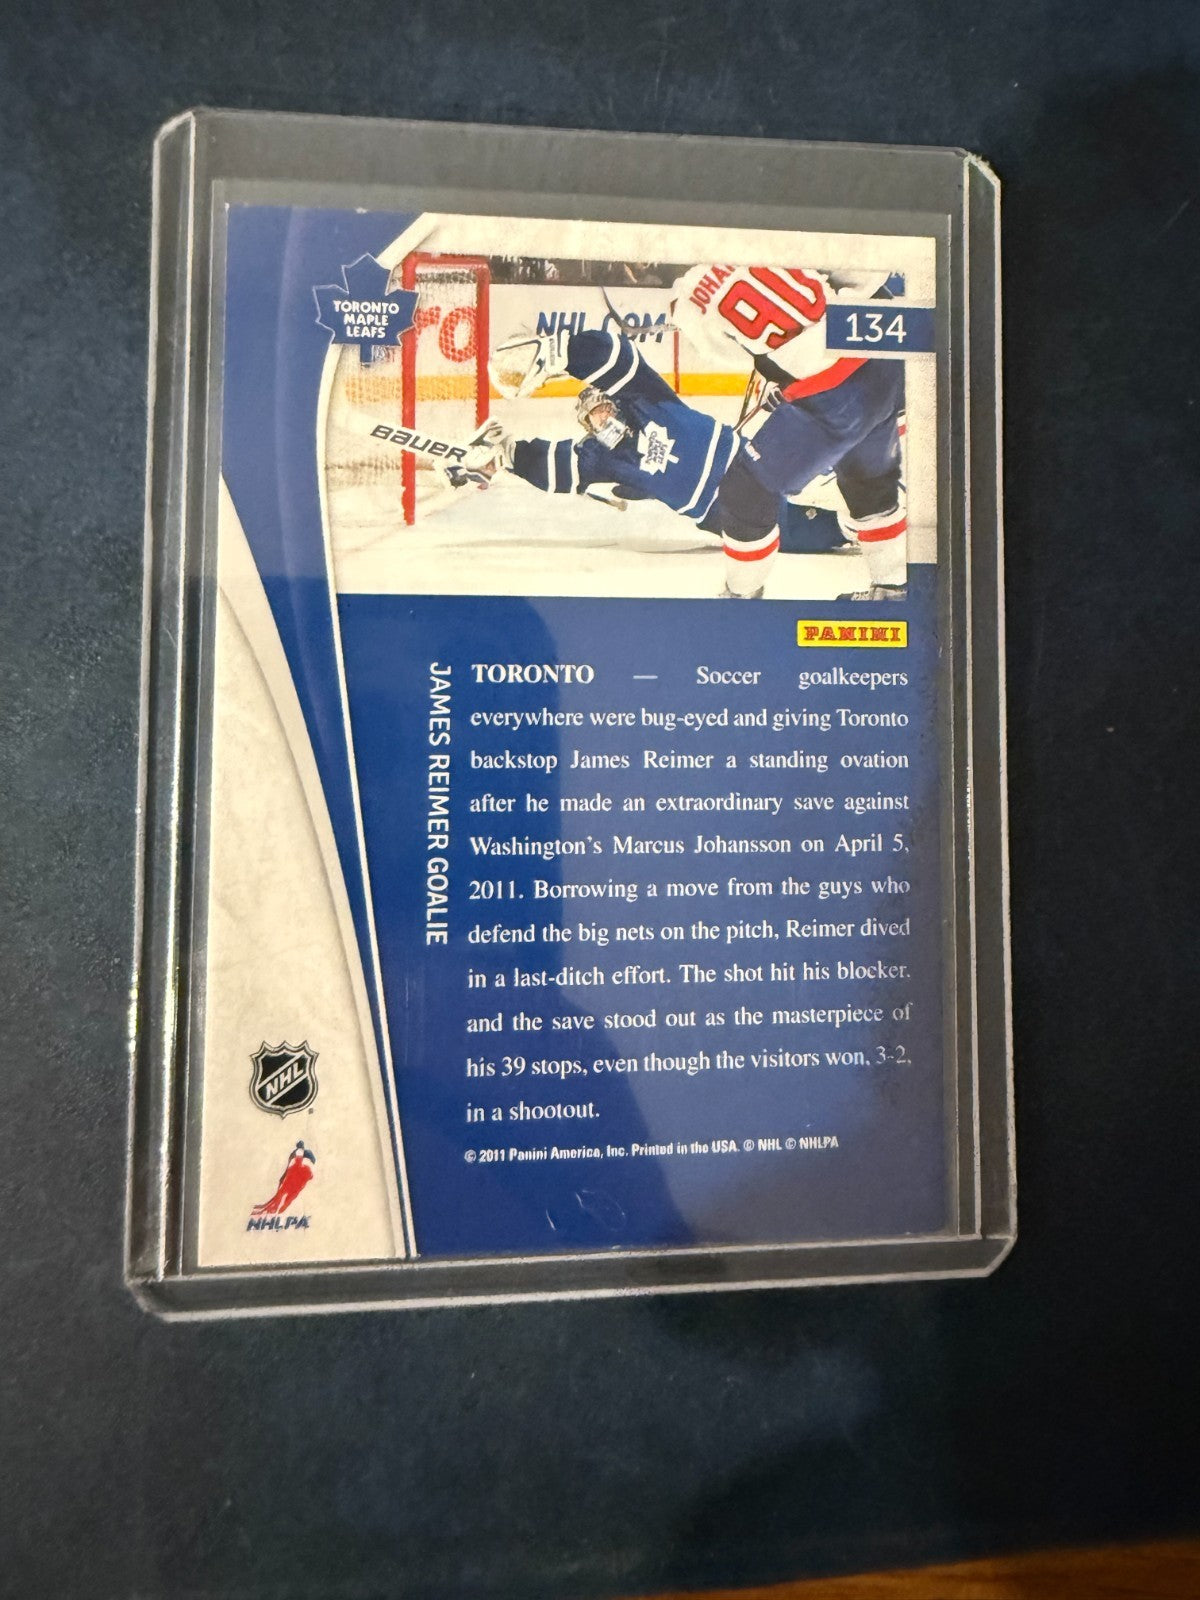 TORONTO
MAPLE
LEAFS
NHL.COM
90
134
BAUER
PANINI
JAMES REIMER GOALIE
TORONTO — Soccer goalkeepers
everywhere were bug-eyed and giving Toronto
backstop James Reimer a standing ovation
after he made an extraordinary save against
Washington's Marcus Johansson on April 5,
2011. Borrowing a move from the guys who
defend the big nets on the pitch, Reimer dived
in a last-ditch effort. The shot hit his blocker,
and the save stood out as the masterpiece of
his 39 stops, even though the visitors won, 3-2,
in a shootout.
© 2011 Panini America, Inc. Printed in the USA. © NHL © NHLPA
NHL
NHLPA